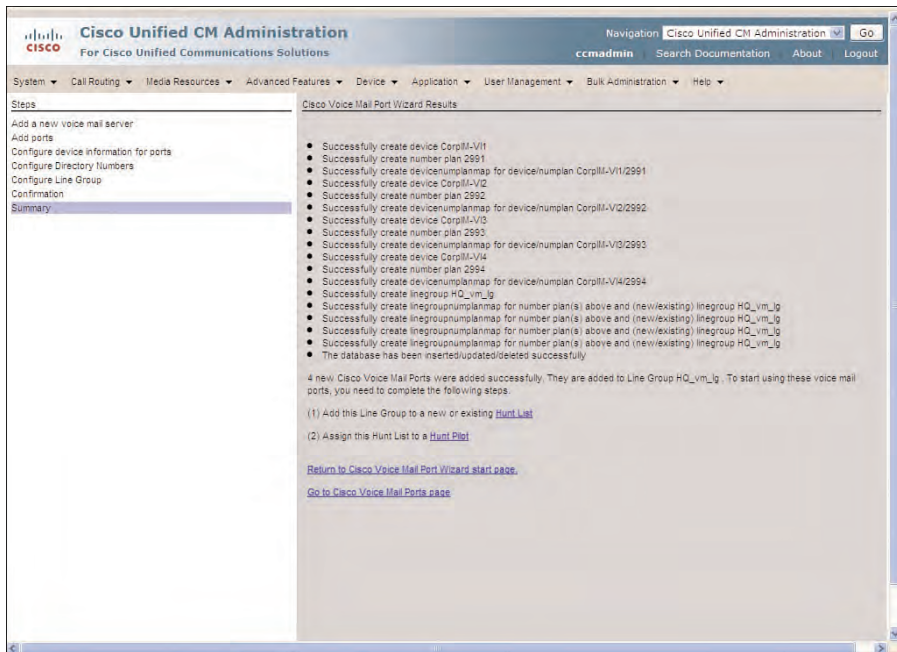 CISCO
Cisco Unified CM Administration
For Cisco Unified Communications Solutions
Navigation Cisco Unified CM Administration Go
ccmadmin Search Documentation About Logout
System Call Routing Media Resources Advanced Features Device Application User Management Bulk Administration Help
Steps
Add a new voice mail server
Add ports
Configure device information for ports
Configure Directory Numbers
Configure Line Group
Confirmation
Summary
Cisco Voice Mail Port Wizard Results
• Successfully create device CorpIM-VI1
• Successfully create number plan 2991
• Successfully create devicenumplanmap for device/numplan CorpIM-VI1/2991
• Successfully create device CorpIM-VI2
• Successfully create number plan 2992
• Successfully create devicenumplanmap for device/numplan CorpIM-VI2/2992
• Successfully create device CorpIM-VI3
• Successfully create number plan 2993
• Successfully create devicenumplanmap for device/numplan CorpIM-VI3/2993
• Successfully create device CorpIM-VI4
• Successfully create number plan 2994
• Successfully create devicenumplanmap for device/numplan CorpIM-VI4/2994
• Successfully create linegroup HQ_vm_lg
• Successfully create linegroupnumplanmap for number plan(s) above and (new/existing) linegroup HQ_vm_lg
• Successfully create linegroupnumplanmap for number plan(s) above and (new/existing) linegroup HQ_vm_lg
• Successfully create linegroupnumplanmap for number plan(s) above and (new/existing) linegroup HQ_vm_lg
• Successfully create linegroupnumplanmap for number plan(s) above and (new/existing) linegroup HQ_vm_lg
• The database has been inserted/updated/deleted successfully
4 new Cisco Voice Mail Ports were added successfully. They are added to Line Group HQ_vm_lg . To start using these voice mail
ports, you need to complete the following steps.
(1) Add this Line Group to a new or existing Hunt List
(2) Assign this Hunt List to a Hunt Pilot
Return to Cisco Voice Mail Port Wizard start page.
Go to Cisco Voice Mail Ports page